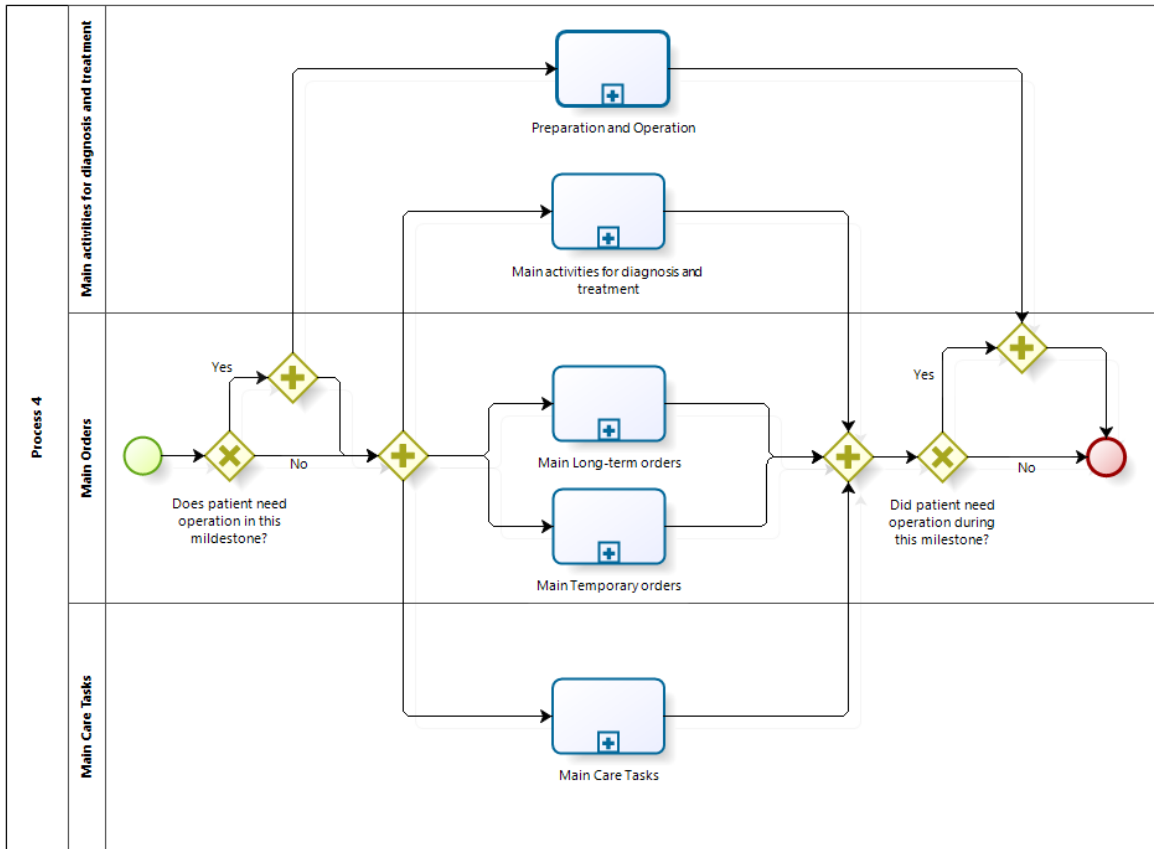 Process 4
Main activities for diagnosis and treatment
Preparation and Operation
Main activities for diagnosis and
treatment
Main Orders
Yes
No
Does patient need
operation in this
mildestone?
Main Long-term orders
Main Temporary orders
Yes
No
Did patient need
operation during
this milestone?
Main Care Tasks
Main Care Tasks